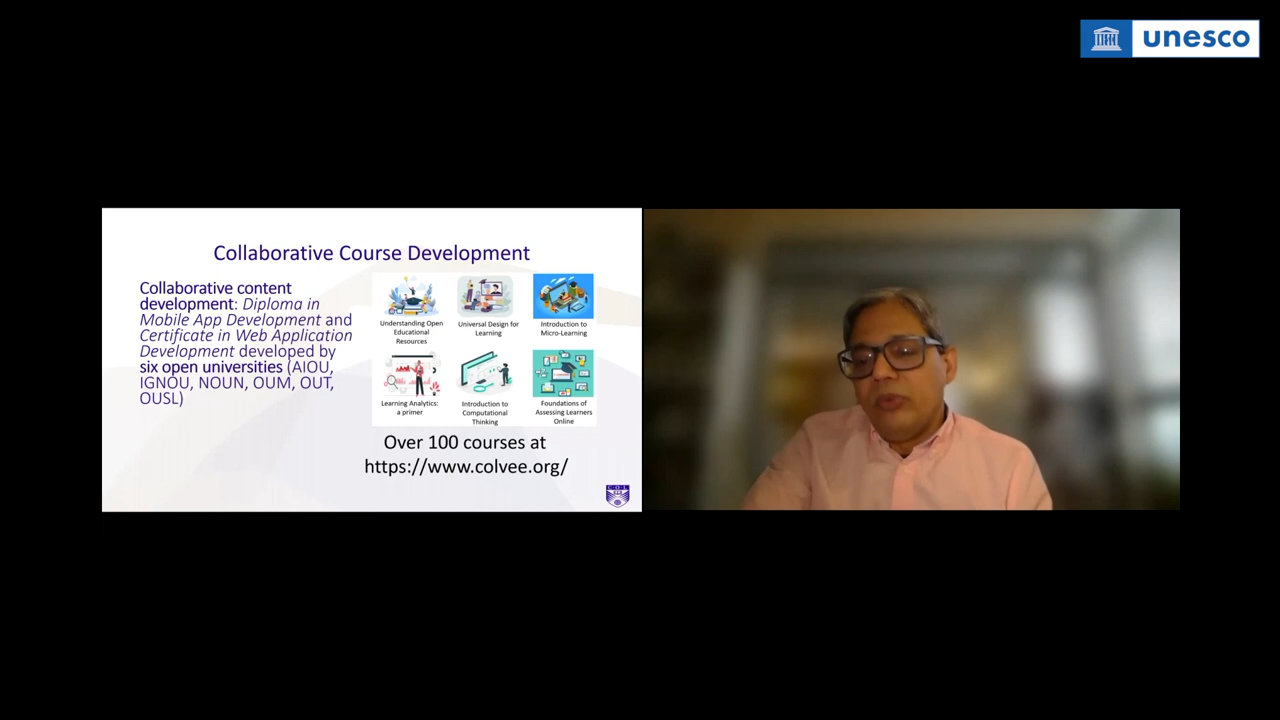 unesco
Collaborative Course Development
Collaborative content
development: Diploma in
Mobile App Development and
Certificate in Web Application
Development developed by
six open universities (AIOU,
IGNOU, NOUN, OUM, OUT,
OUSL)
Understanding Open
Educational
Resources
Universal Design for
Learning
Introduction to
Micro-Learning
Learning Analytics:
a primer
Introduction to
Computational
Thinking
Foundations of
Assessing Learners
Online
Over 100 courses at
https://www.colvee.org/
C O L